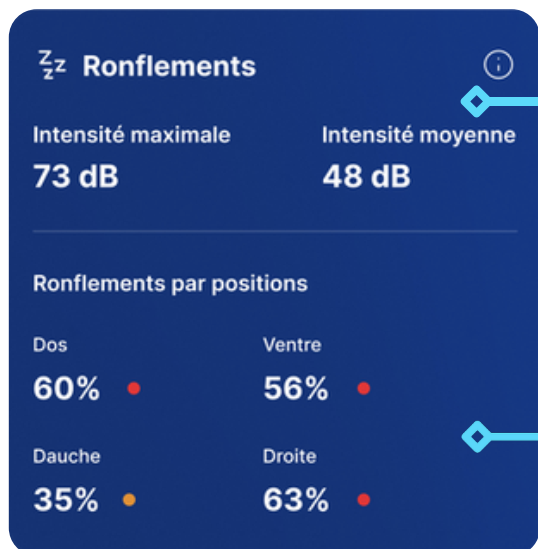 Zzz Ronflements
Intensité maximale Intensité moyenne
73 dB 48 dB
Ronflements par positions
Dos Ventre
60% 56%
Dauche Droite
35% 63%